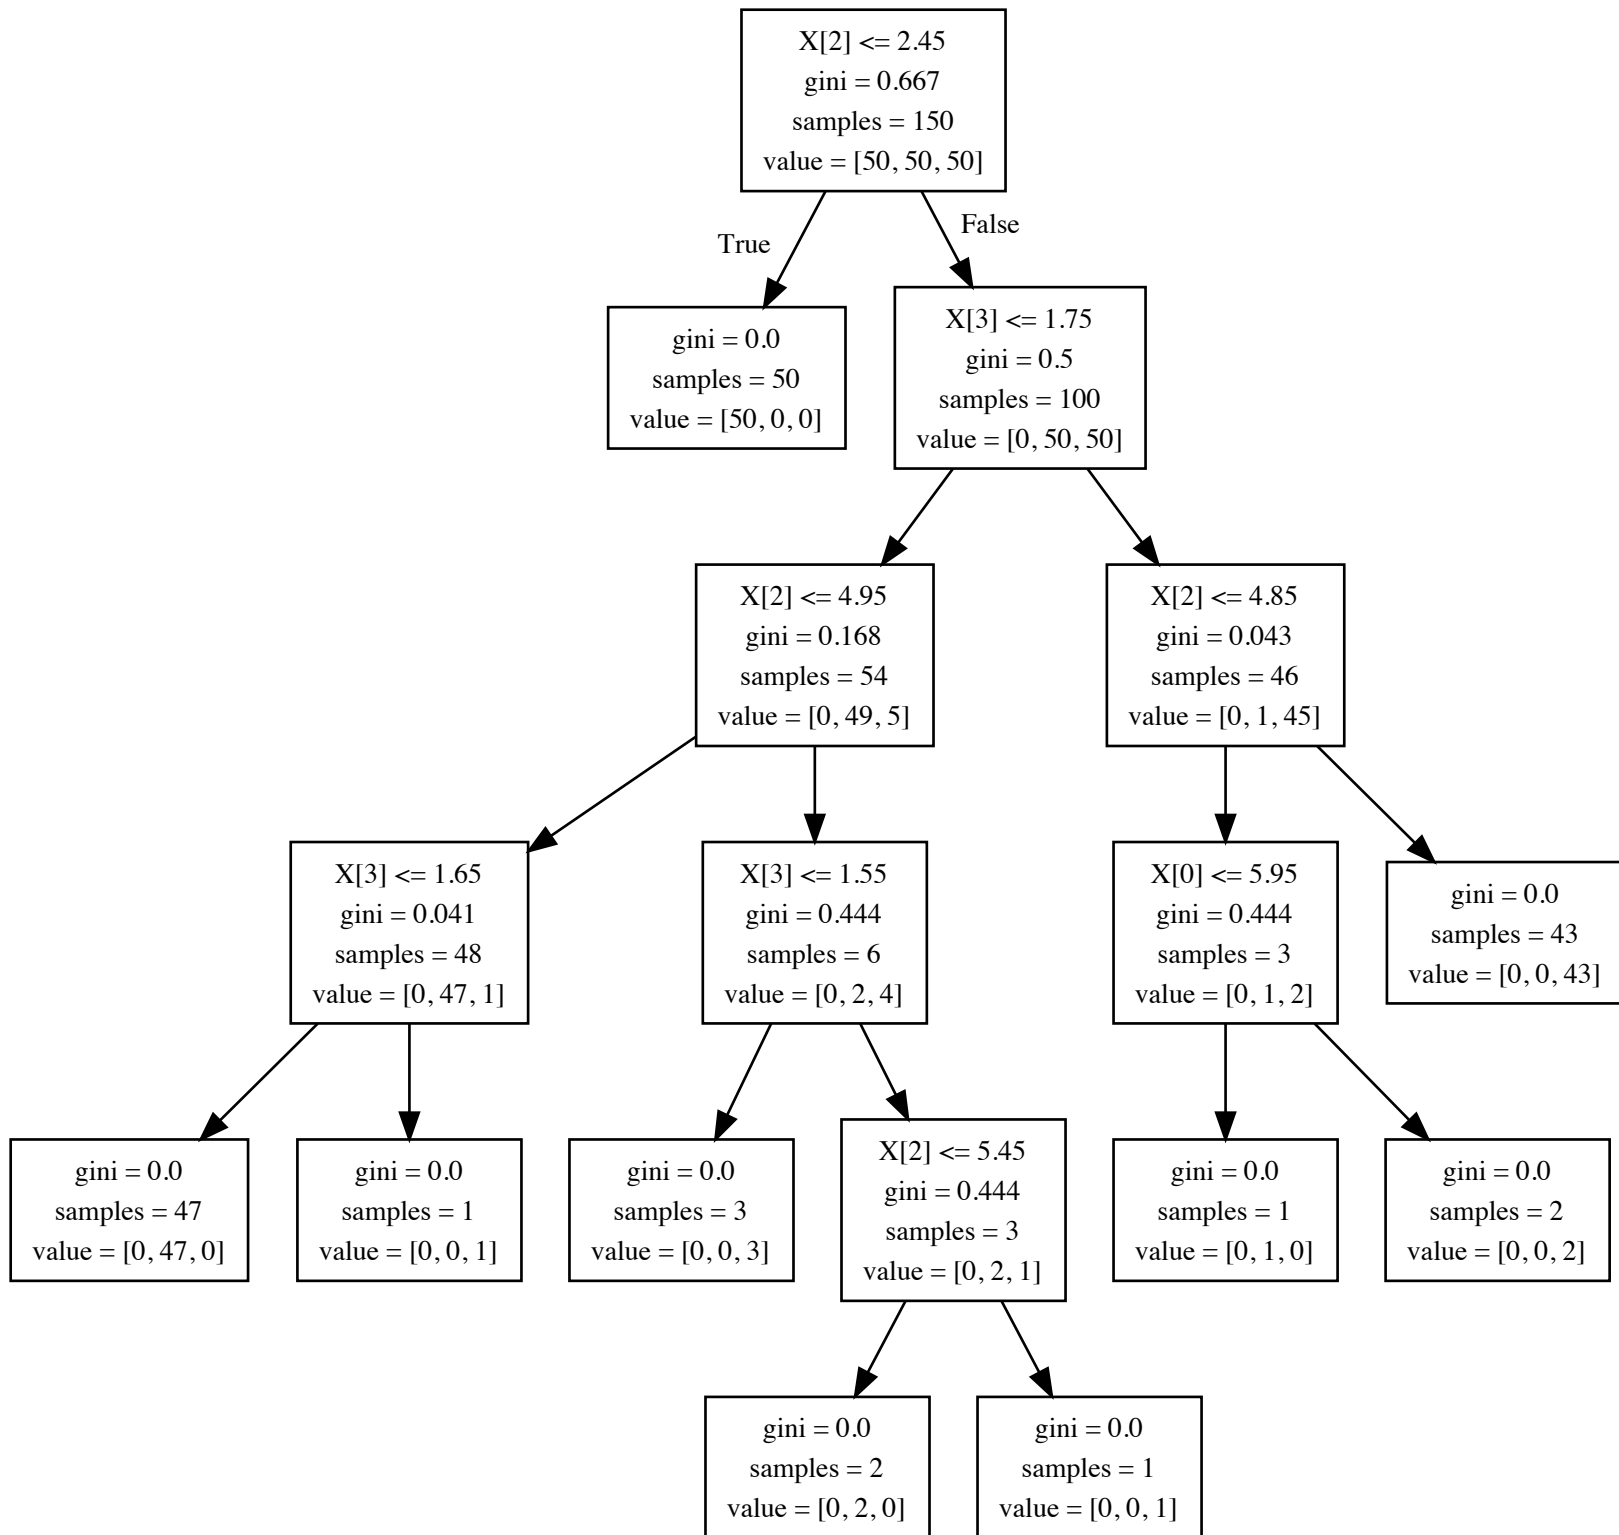 X[2] <= 2.45
gini = 0.667
samples = 150
value = [50, 50, 50]
True
False
gini = 0.0
samples = 50
value = [50, 0, 0]
X[3] <= 1.75
gini = 0.5
samples = 100
value = [0, 50, 50]
X[2] <= 4.95
gini = 0.168
samples = 54
value = [0, 49, 5]
X[2] <= 4.85
gini = 0.043
samples = 46
value = [0, 1, 45]
X[3] <= 1.65
gini = 0.041
samples = 48
value = [0, 47, 1]
X[3] <= 1.55
gini = 0.444
samples = 6
value = [0, 2, 4]
X[0] <= 5.95
gini = 0.444
samples = 3
value = [0, 1, 2]
gini = 0.0
samples = 43
value = [0, 0, 43]
gini = 0.0
samples = 47
value = [0, 47, 0]
gini = 0.0
samples = 1
value = [0, 0, 1]
gini = 0.0
samples = 3
value = [0, 0, 3]
X[2] <= 5.45
gini = 0.444
samples = 3
value = [0, 2, 1]
gini = 0.0
samples = 1
value = [0, 1, 0]
gini = 0.0
samples = 2
value = [0, 0, 2]
gini = 0.0
samples = 2
value = [0, 2, 0]
gini = 0.0
samples = 1
value = [0, 0, 1]